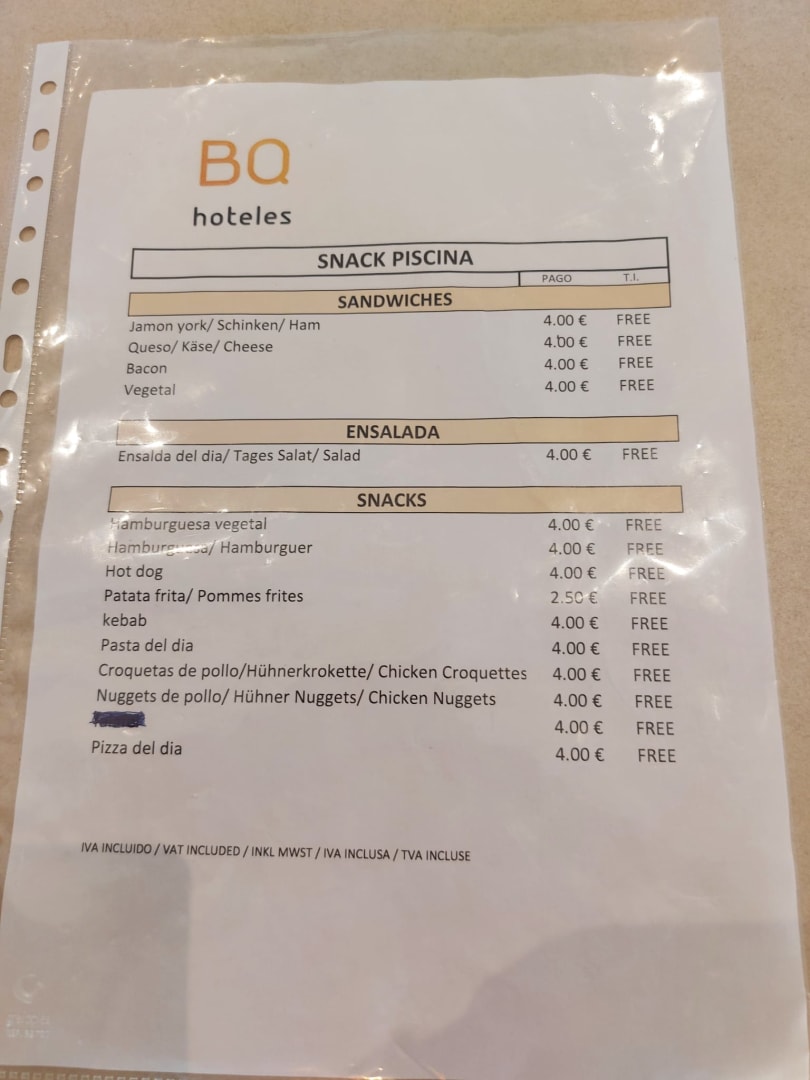 BQ
hoteles
SNACK PISCINA
PAGO T.I.
SANDWICHES
Jamon york/ Schinken/ Ham 4.00 € FREE
Queso/ Käse/ Cheese 4.00 € FREE
Bacon 4.00 € FREE
Vegetal 4.00 € FREE
ENSALADA
Ensalda del dia/ Tages Salat/ Salad 4.00 € FREE
SNACKS
Hamburguesa vegetal 4.00 € FREE
Hamburguesa/ Hamburguer 4.00 € FREE
Hot dog 4.00 € FREE
Patata frita/ Pommes frites 2.50 € FREE
kebab 4.00 € FREE
Pasta del dia 4.00 € FREE
Croquetas de pollo/Hühnerkrokette/ Chicken Croquettes 4.00 € FREE
Nuggets de pollo/ Hühner Nuggets/ Chicken Nuggets 4.00 € FREE
4.00 € FREE
Pizza del dia 4.00 € FREE
IVA INCLUIDO / VAT INCLUDED / INKL MWST / IVA INCLUSA / TVA INCLUSE